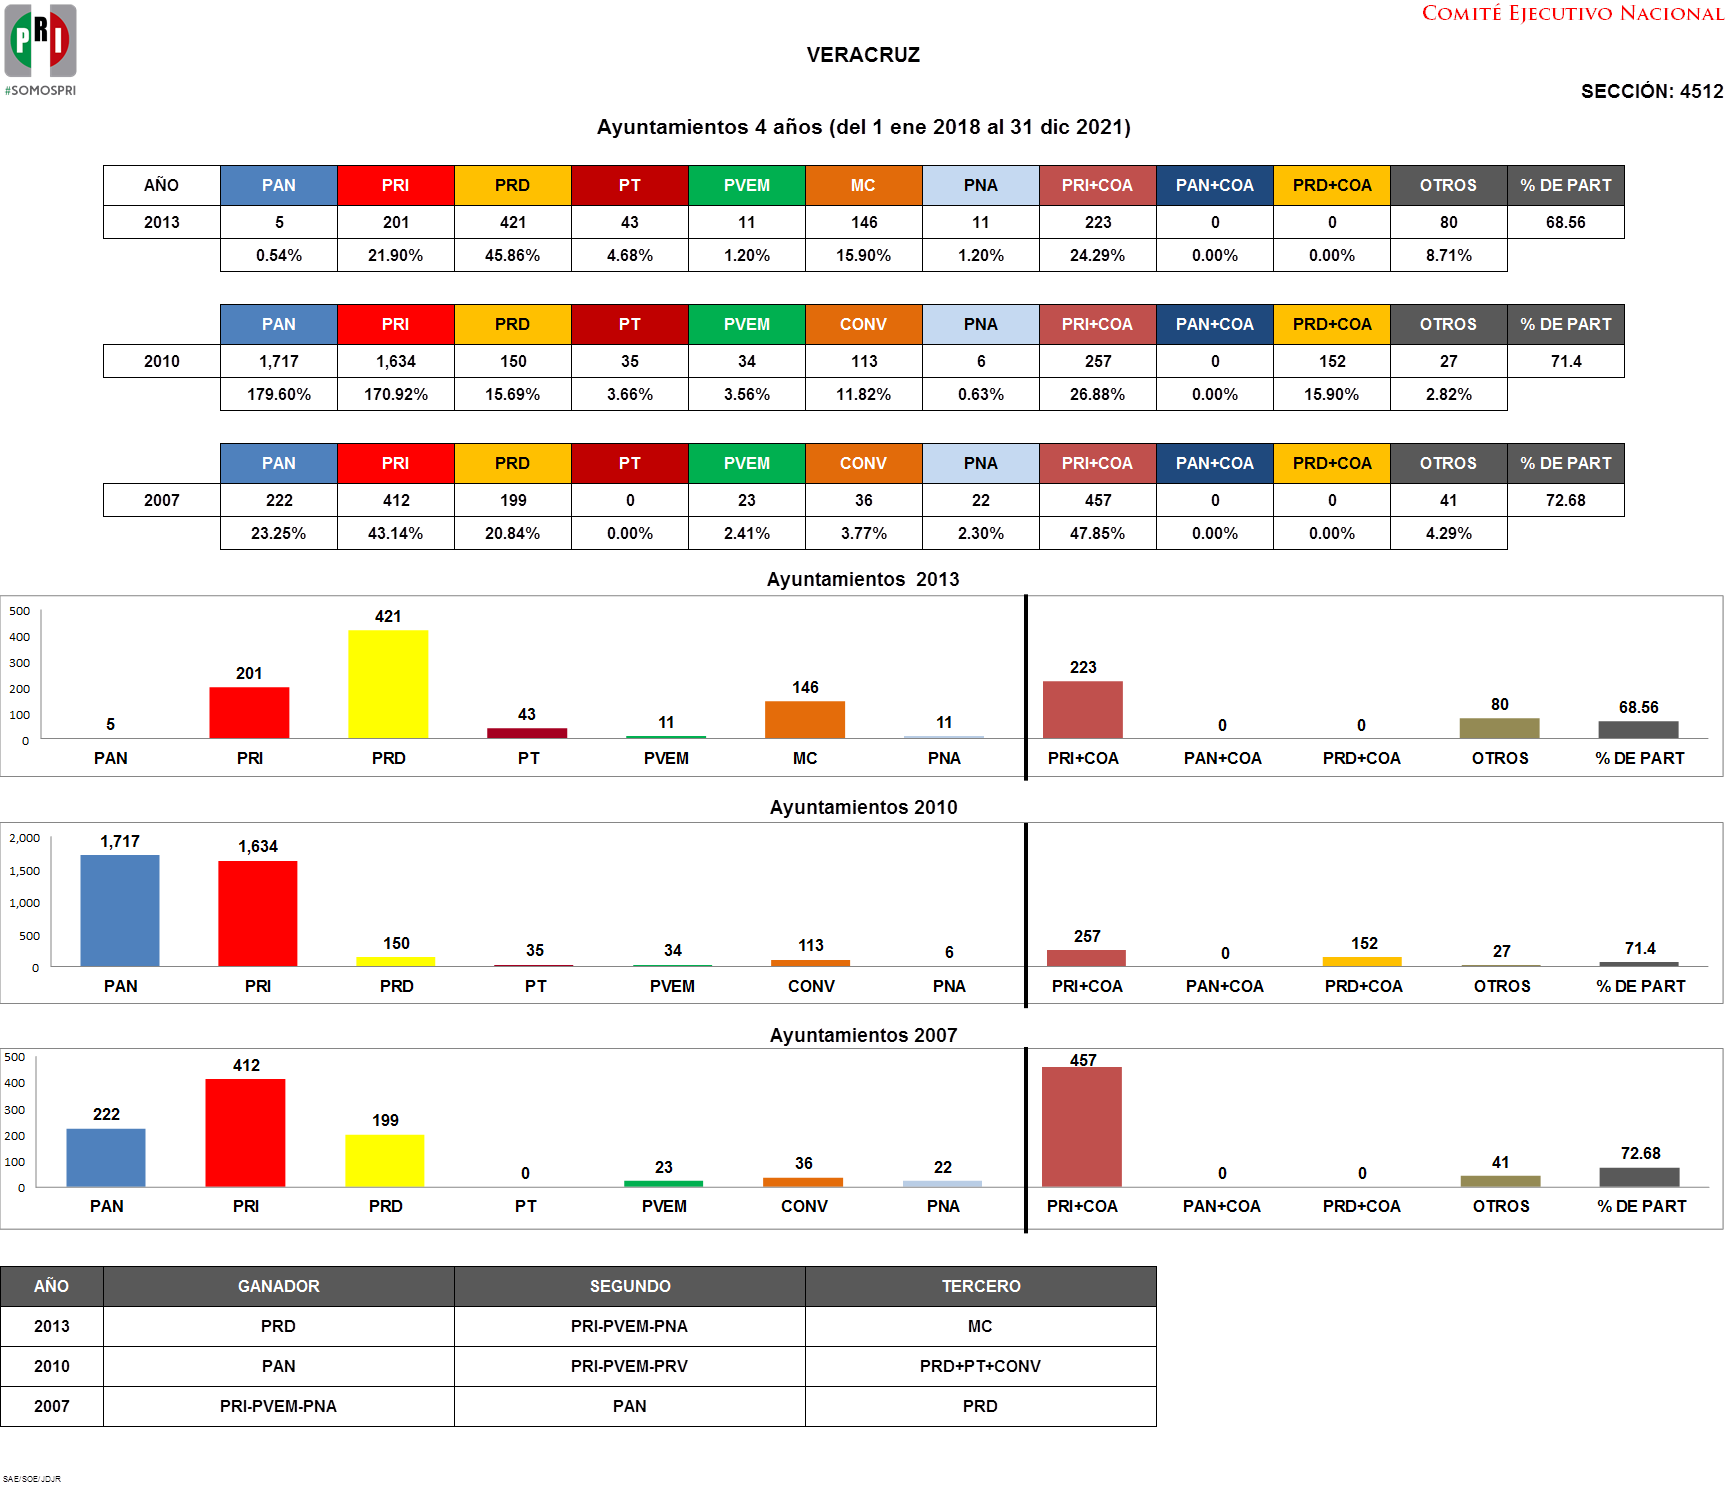 PRI
#SOMOSPRI
COMITÉ EJECUTIVO NACIONAL
VERACRUZ
SECCIÓN: 4512
Ayuntamientos 4 años (del 1 ene 2018 al 31 dic 2021)
AÑO PAN PRI PRD PT PVEM MC PNA PRI+COA PAN+COA PRD+COA OTROS % DE PART
2013 5 201 421 43 11 146 11 223 0 0 80 68.56
0.54% 21.90% 45.86% 4.68% 1.20% 15.90% 1.20% 24.29% 0.00% 0.00% 8.71%
PAN PRI PRD PT PVEM CONV PNA PRI+COA PAN+COA PRD+COA OTROS % DE PART
2010 1,717 1,634 150 35 34 113 6 257 0 152 27 71.4
179.60% 170.92% 15.69% 3.66% 3.56% 11.82% 0.63% 26.88% 0.00% 15.90% 2.82%
PAN PRI PRD PT PVEM CONV PNA PRI+COA PAN+COA PRD+COA OTROS % DE PART
2007 222 412 199 0 23 36 22 457 0 0 41 72.68
23.25% 43.14% 20.84% 0.00% 2.41% 3.77% 2.30% 47.85% 0.00% 0.00% 4.29%
Ayuntamientos 2013
500
400
300
200
100
0
5 201 421 43 11 146 11 223 0 0 80 68.56
PAN PRI PRD PT PVEM MC PNA PRI+COA PAN+COA PRD+COA OTROS % DE PART
Ayuntamientos 2010
2,000
1,500
1,000
500
0
1,717 1,634 150 35 34 113 6 257 0 152 27 71.4
PAN PRI PRD PT PVEM CONV PNA PRI+COA PAN+COA PRD+COA OTROS % DE PART
Ayuntamientos 2007
500
400
300
200
100
0
222 412 199 0 23 36 22 457 0 0 41 72.68
PAN PRI PRD PT PVEM CONV PNA PRI+COA PAN+COA PRD+COA OTROS % DE PART
AÑO GANADOR SEGUNDO TERCERO
2013 PRD PRI-PVEM-PNA MC
2010 PAN PRI-PVEM-PRV PRD+PT+CONV
2007 PRI-PVEM-PNA PAN PRD
SAE/SOE/JDJR